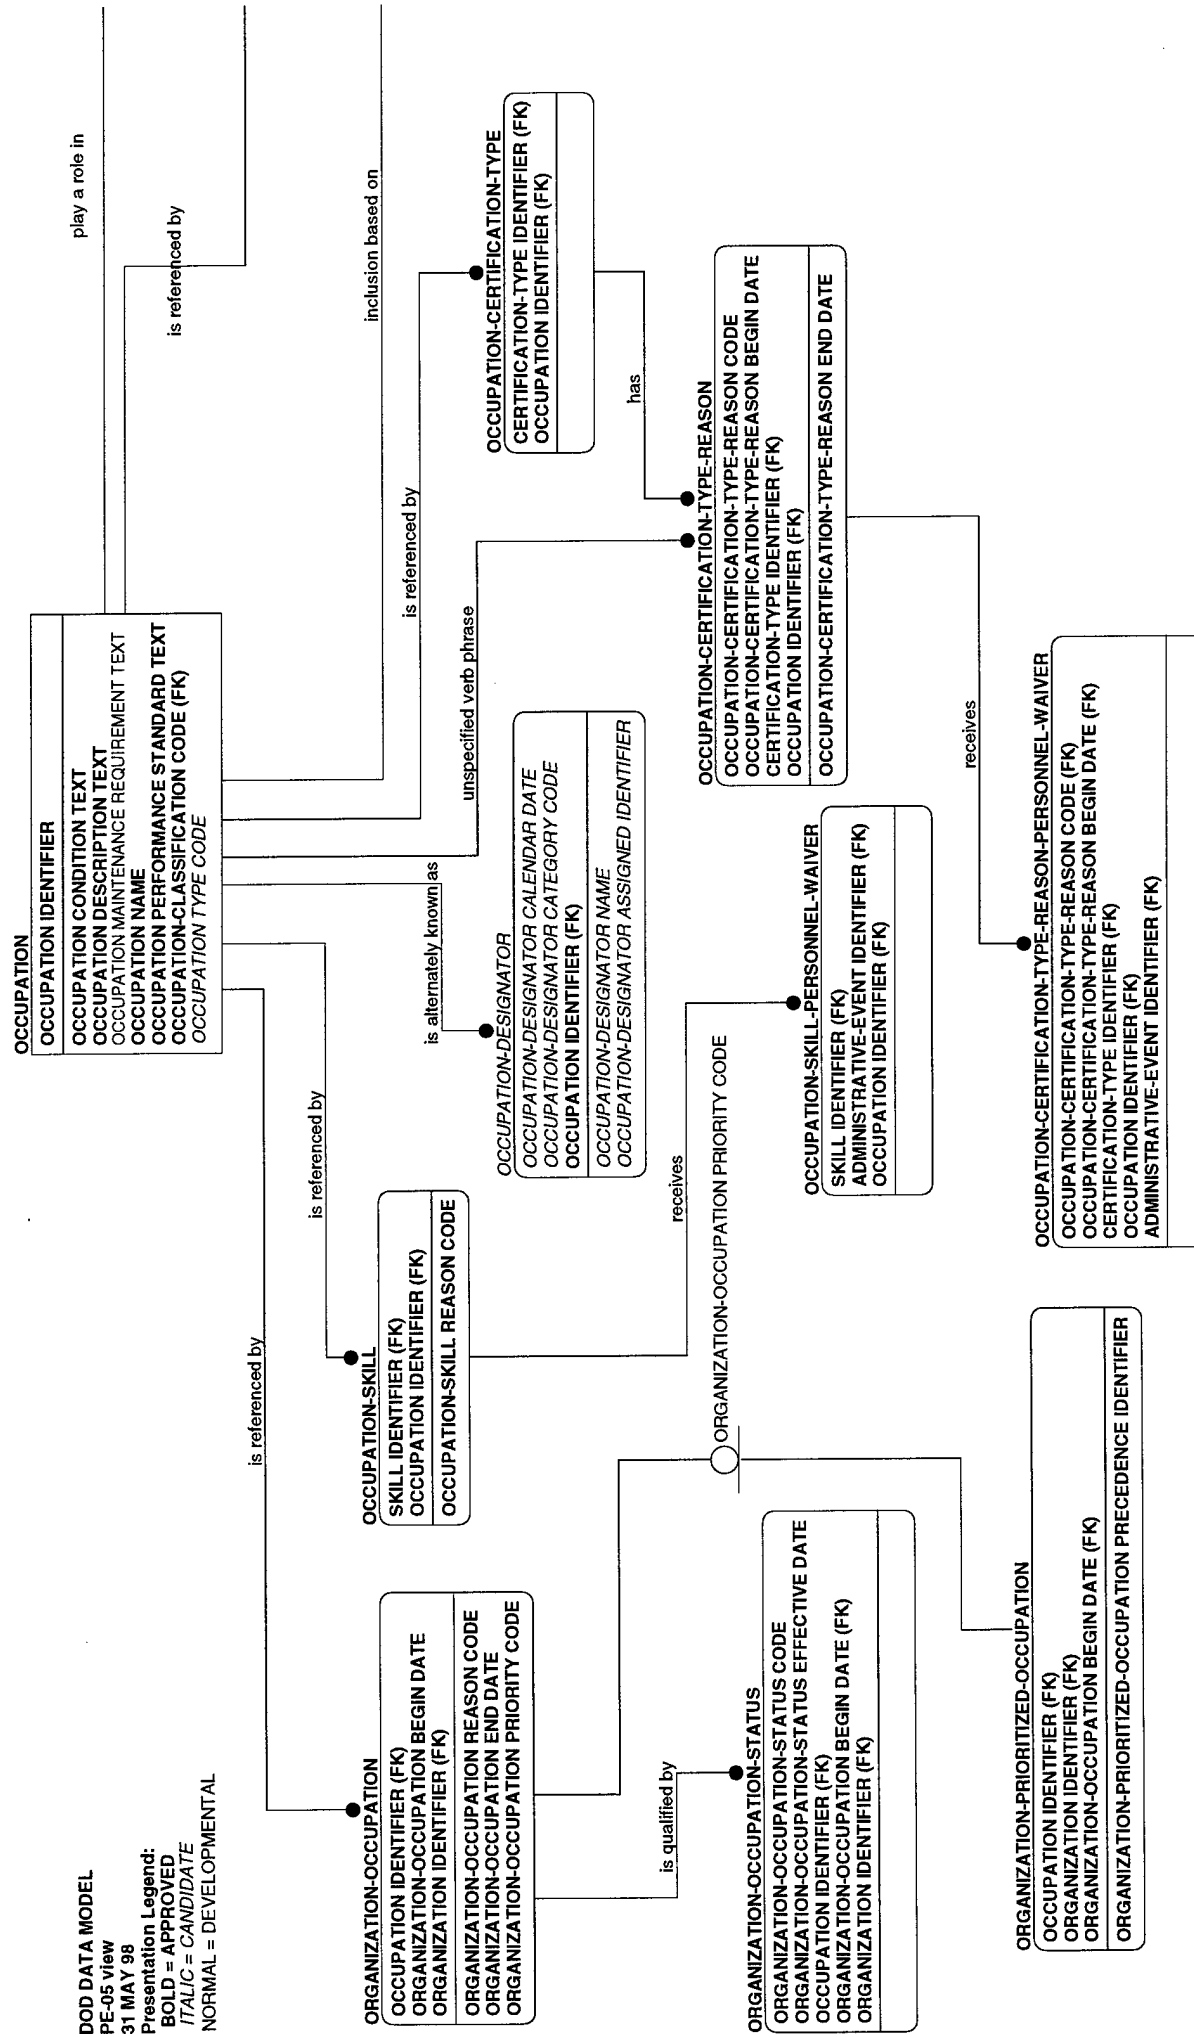 DOD DATA MODEL
PE-05 view
31 MAY 98
Presentation Legend:
BOLD = APPROVED
ITALIC = CANDIDATE
NORMAL = DEVELOPMENTAL
OCCUPATION
OCCUPATION IDENTIFIER
OCCUPATION CONDITION TEXT
OCCUPATION DESCRIPTION TEXT
OCCUPATION MAINTENANCE REQUIREMENT TEXT
OCCUPATION NAME
OCCUPATION PERFORMANCE STANDARD TEXT
OCCUPATION-CLASSIFICATION CODE (FK)
OCCUPATION TYPE CODE
play a role in
is referenced by
inclusion based on
is referenced by
unspecified verb phrase
is alternately known as
is referenced by
is referenced by
ORGANIZATION-OCCUPATION
OCCUPATION IDENTIFIER (FK)
ORGANIZATION-OCCUPATION BEGIN DATE
ORGANIZATION IDENTIFIER (FK)
ORGANIZATION-OCCUPATION REASON CODE
ORGANIZATION-OCCUPATION END DATE
ORGANIZATION-OCCUPATION PRIORITY CODE
OCCUPATION-SKILL
SKILL IDENTIFIER (FK)
OCCUPATION IDENTIFIER (FK)
OCCUPATION-SKILL REASON CODE
OCCUPATION-DESIGNATOR
OCCUPATION-DESIGNATOR CALENDAR DATE
OCCUPATION-DESIGNATOR CATEGORY CODE
OCCUPATION IDENTIFIER (FK)
OCCUPATION-DESIGNATOR NAME
OCCUPATION-DESIGNATOR ASSIGNED IDENTIFIER
OCCUPATION-CERTIFICATION-TYPE
CERTIFICATION-TYPE IDENTIFIER (FK)
OCCUPATION IDENTIFIER (FK)
has
is qualified by
receives
ORGANIZATION-OCCUPATION PRIORITY CODE
OCCUPATION-CERTIFICATION-TYPE-REASON
OCCUPATION-CERTIFICATION-TYPE-REASON CODE
OCCUPATION-CERTIFICATION-TYPE-REASON BEGIN DATE
CERTIFICATION-TYPE IDENTIFIER (FK)
OCCUPATION IDENTIFIER (FK)
OCCUPATION-CERTIFICATION-TYPE-REASON END DATE
ORGANIZATION-OCCUPATION-STATUS
ORGANIZATION-OCCUPATION-STATUS CODE
ORGANIZATION-OCCUPATION-STATUS EFFECTIVE DATE
OCCUPATION IDENTIFIER (FK)
ORGANIZATION-OCCUPATION BEGIN DATE (FK)
ORGANIZATION IDENTIFIER (FK)
OCCUPATION-SKILL-PERSONNEL-WAIVER
SKILL IDENTIFIER (FK)
ADMINISTRATIVE-EVENT IDENTIFIER (FK)
OCCUPATION IDENTIFIER (FK)
receives
ORGANIZATION-PRIORITIZED-OCCUPATION
OCCUPATION IDENTIFIER (FK)
ORGANIZATION IDENTIFIER (FK)
ORGANIZATION-OCCUPATION BEGIN DATE (FK)
ORGANIZATION-PRIORITIZED-OCCUPATION PRECEDENCE IDENTIFIER
OCCUPATION-CERTIFICATION-TYPE-REASON-PERSONNEL-WAIVER
OCCUPATION-CERTIFICATION-TYPE-REASON CODE (FK)
OCCUPATION-CERTIFICATION-TYPE-REASON BEGIN DATE (FK)
CERTIFICATION-TYPE IDENTIFIER (FK)
OCCUPATION IDENTIFIER (FK)
ADMINISTRATIVE-EVENT IDENTIFIER (FK)